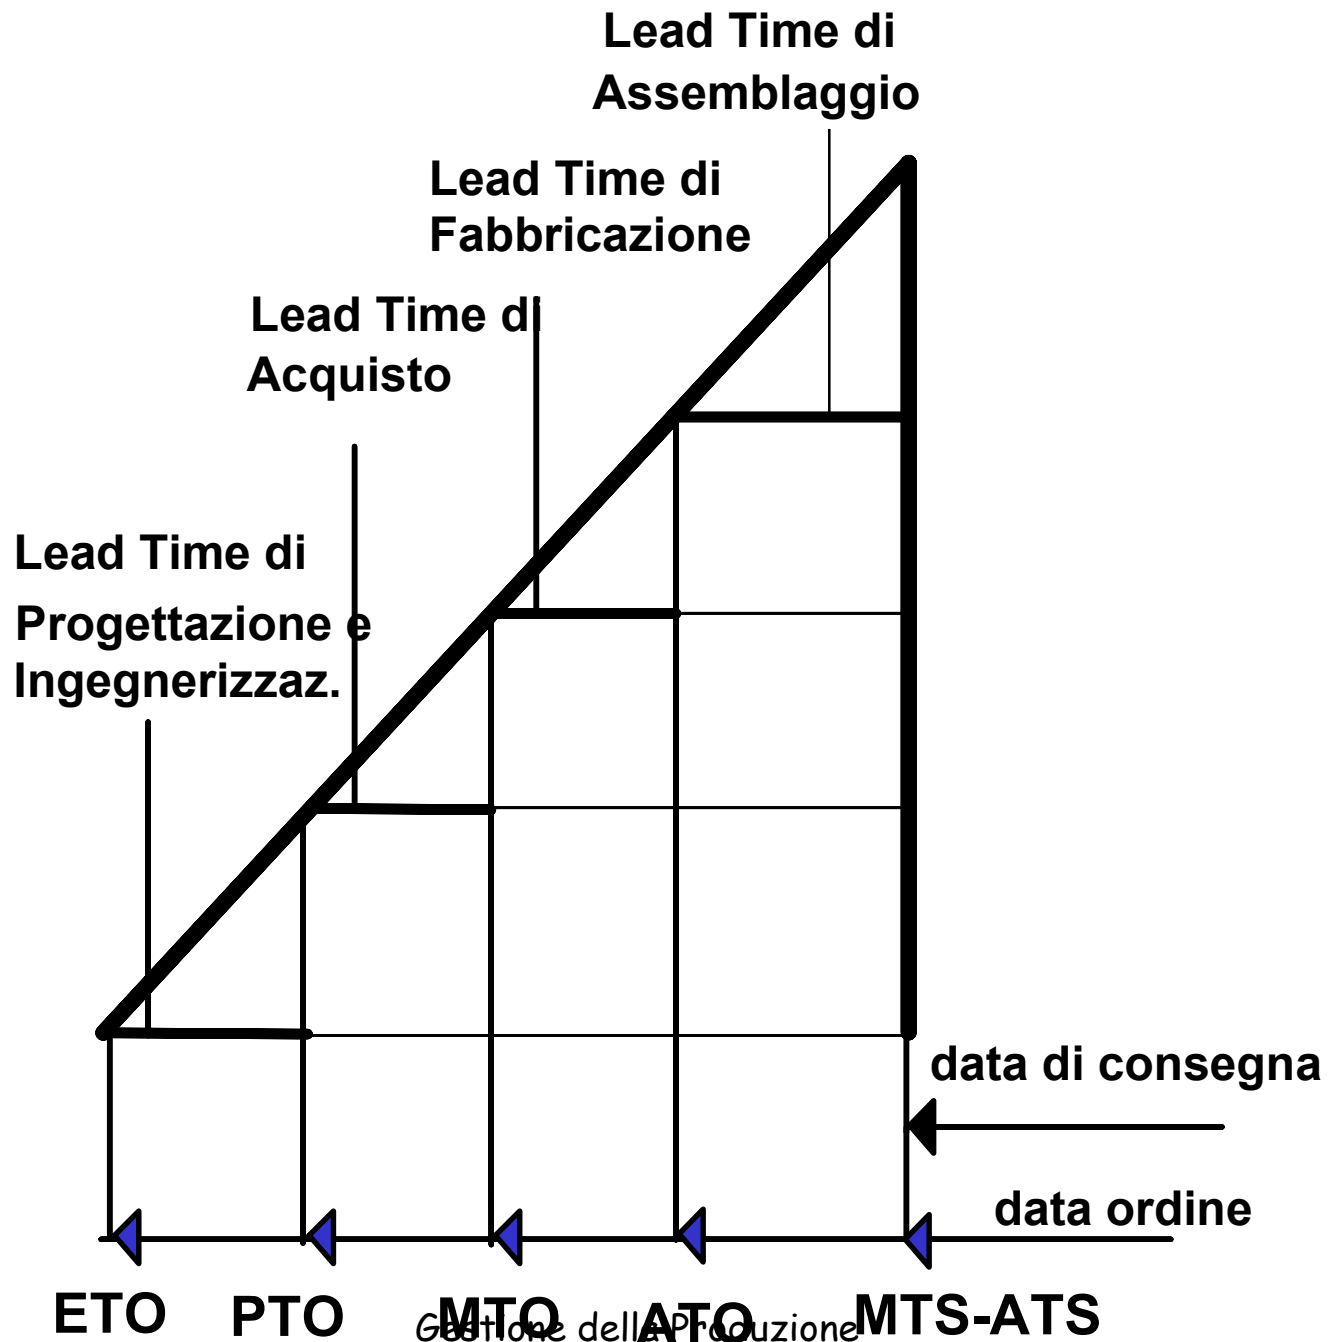 Lead Time di
Assemblaggio
Lead Time di
Fabbricazione
Lead Time di
Acquisto
Lead Time di
Progettazione e
Ingegnerizzaz.
data di consegna
data ordine
ETO PTO MTO ATO MTS-ATS
Gestione della Produzione